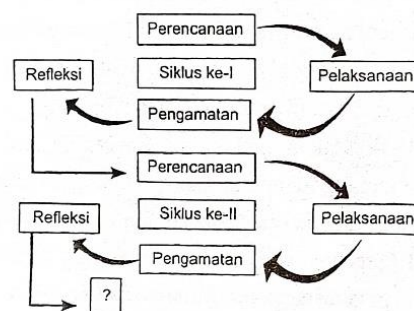 Perencanaan
Refleksi
Siklus ke-I
Pelaksanaan
Pengamatan
Perencanaan
Refleksi
Siklus ke-II
Pelaksanaan
Pengamatan
?